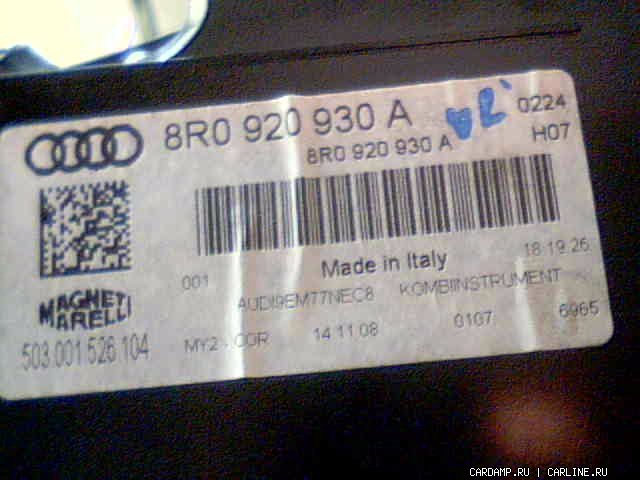 8R0 920 930 A
0224
8R0 920 930 A
H07
001
Made in Italy
18.19.26
AUDI9EM77NEC8 KOMBIINSTRUMENT
MAGNETI
MARELLI
503.001.526.104
MY2 - COR 14.11.08 0107 6965
CARDAMP.RU | CARLINE.RU